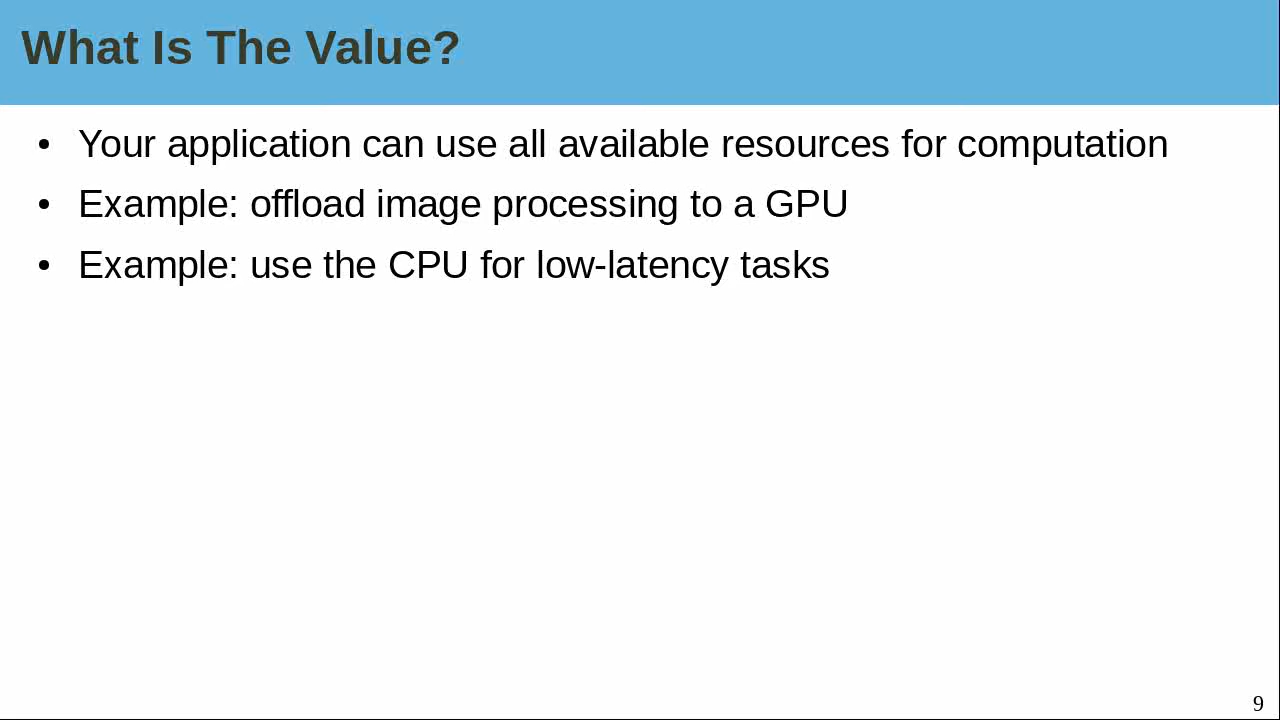 What Is The Value?
• Your application can use all available resources for computation
• Example: offload image processing to a GPU
• Example: use the CPU for low-latency tasks
9